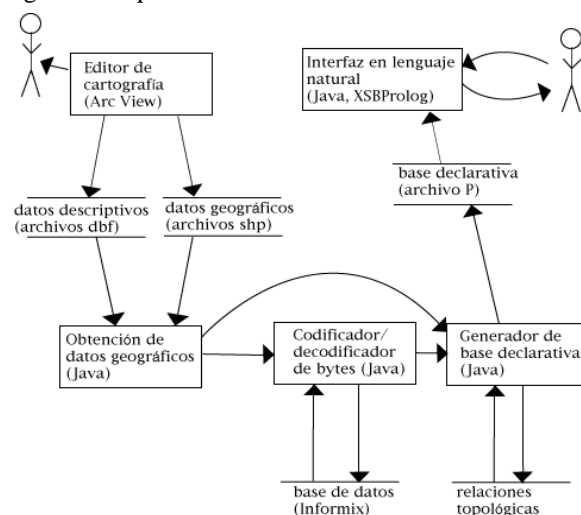 Editor de
cartografía
(Arc View)
Interfaz en lenguaje
natural
(Java, XSBProlog)
datos descriptivos
(archivos dbf)
datos geográficos
(archivos shp)
base declarativa
(archivo P)
Obtención de
datos geográficos
(Java)
Codificador/
decodificador
de bytes (Java)
Generador de
base declarativa
(Java)
base de datos
(Informix)
relaciones
topológicas